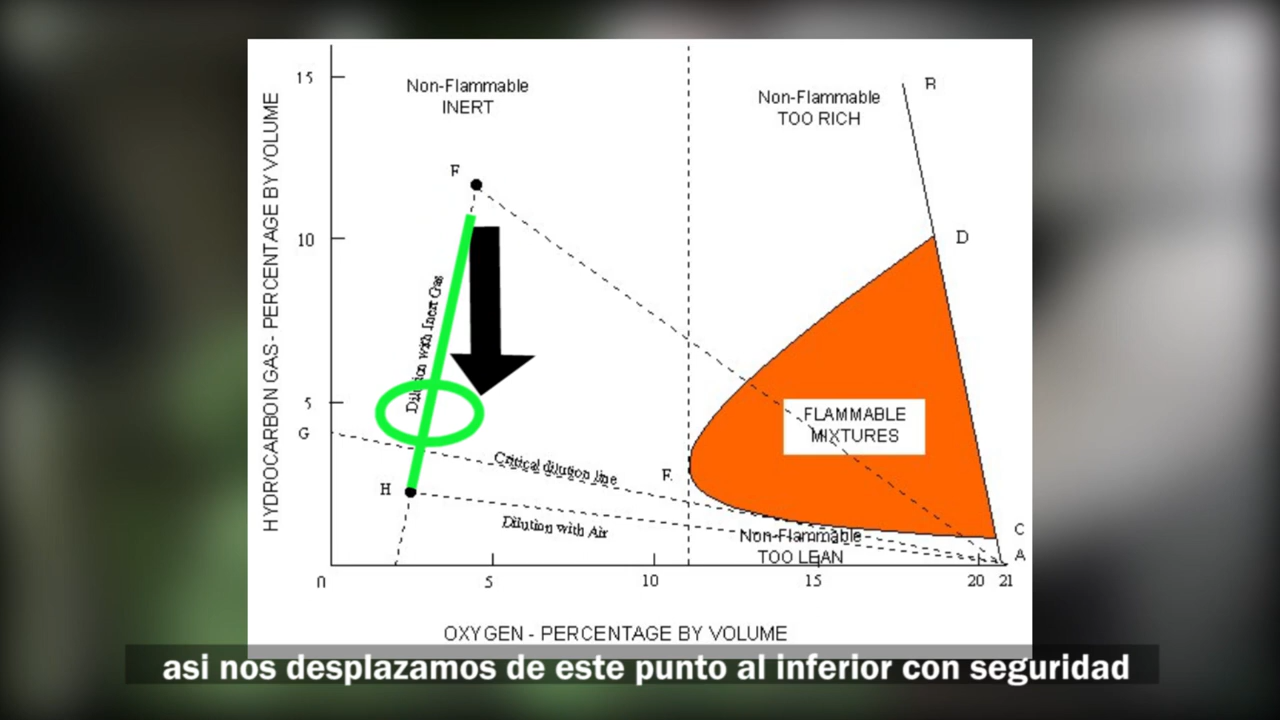 15
Non-Flammable
INERT
Non-Flammable
TOO RICH
B
F
D
10
HYDROCARBON GAS - PERCENTAGE BY VOLUME
Dilution with Inert Gas
5
G
FLAMMABLE
MIXTURES
Critical dilution line
E
H
Dilution with Air
Non-Flammable
TOO LEAN
C
A
0
5
10
15
20
21
OXYGEN - PERCENTAGE BY VOLUME
asi nos desplazamos de este punto al inferior con seguridad